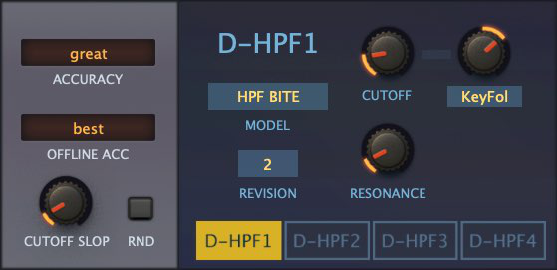 great
ACCURACY
best
OFFLINE ACC
CUTOFF SLOP
RND
D-HPF1
HPF BITE
MODEL
2
REVISION
CUTOFF
KeyFol
RESONANCE
D-HPF1
D-HPF2
D-HPF3
D-HPF4